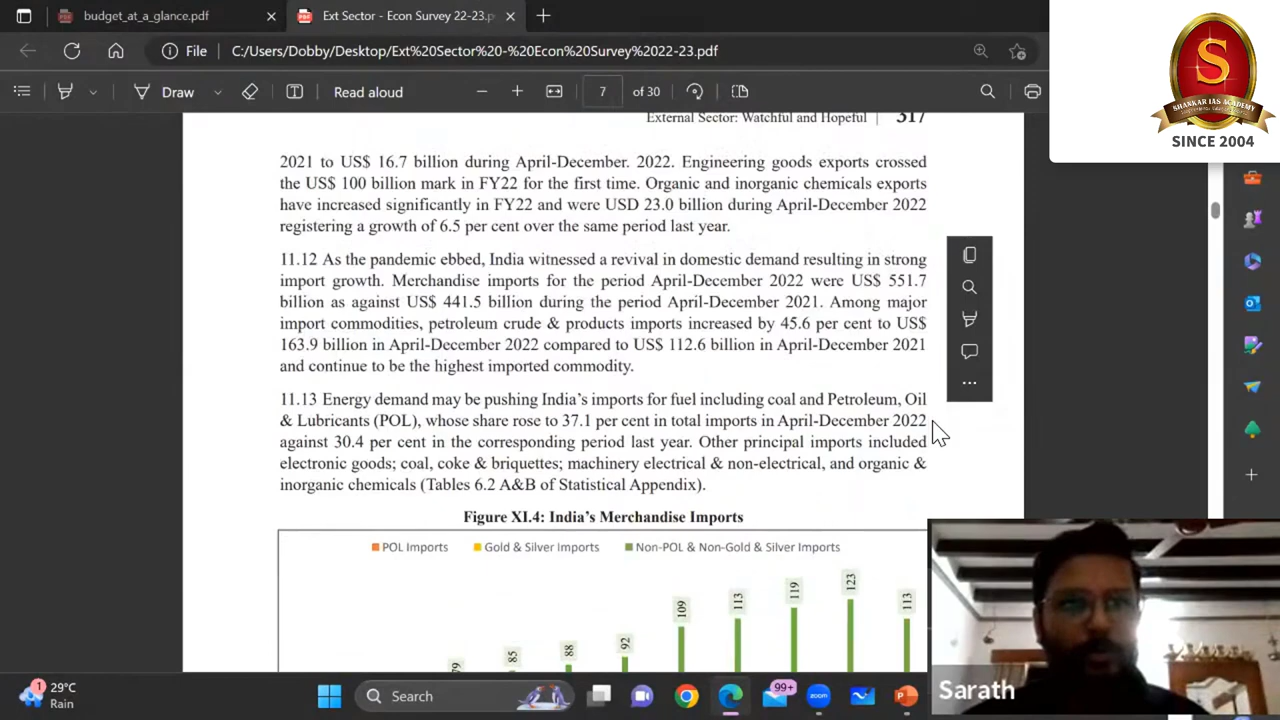 budget_at_a_glance.pdf
Ext Sector - Econ Survey 22-23.p
File
C:/Users/Dobby/Desktop/Ext%20Sector%20-%20Econ%20Survey%2022-23.pdf
Draw
Read aloud
7
of 30
S
SHANKAR IAS ACADEMY
SINCE 2004
External Sector: Watchful and Hopeful | 317
2021 to US$ 16.7 billion during April-December. 2022. Engineering goods exports crossed
the US$ 100 billion mark in FY22 for the first time. Organic and inorganic chemicals exports
have increased significantly in FY22 and were USD 23.0 billion during April-December 2022
registering a growth of 6.5 per cent over the same period last year.
11.12 As the pandemic ebbed, India witnessed a revival in domestic demand resulting in strong
import growth. Merchandise imports for the period April-December 2022 were US$ 551.7
billion as against US$ 441.5 billion during the period April-December 2021. Among major
import commodities, petroleum crude & products imports increased by 45.6 per cent to US$
163.9 billion in April-December 2022 compared to US$ 112.6 billion in April-December 2021
and continue to be the highest imported commodity.
11.13 Energy demand may be pushing India's imports for fuel including coal and Petroleum, Oil
& Lubricants (POL), whose share rose to 37.1 per cent in total imports in April-December 2022
against 30.4 per cent in the corresponding period last year. Other principal imports included
electronic goods; coal, coke & briquettes; machinery electrical & non-electrical, and organic &
inorganic chemicals (Tables 6.2 A&B of Statistical Appendix).
Figure XI.4: India's Merchandise Imports
POL Imports
Gold & Silver Imports
Non-POL & Non-Gold & Silver Imports
79
85
88
92
109
113
119
123
113
Sarath
1
29°C
Rain
Search
99+
zoom